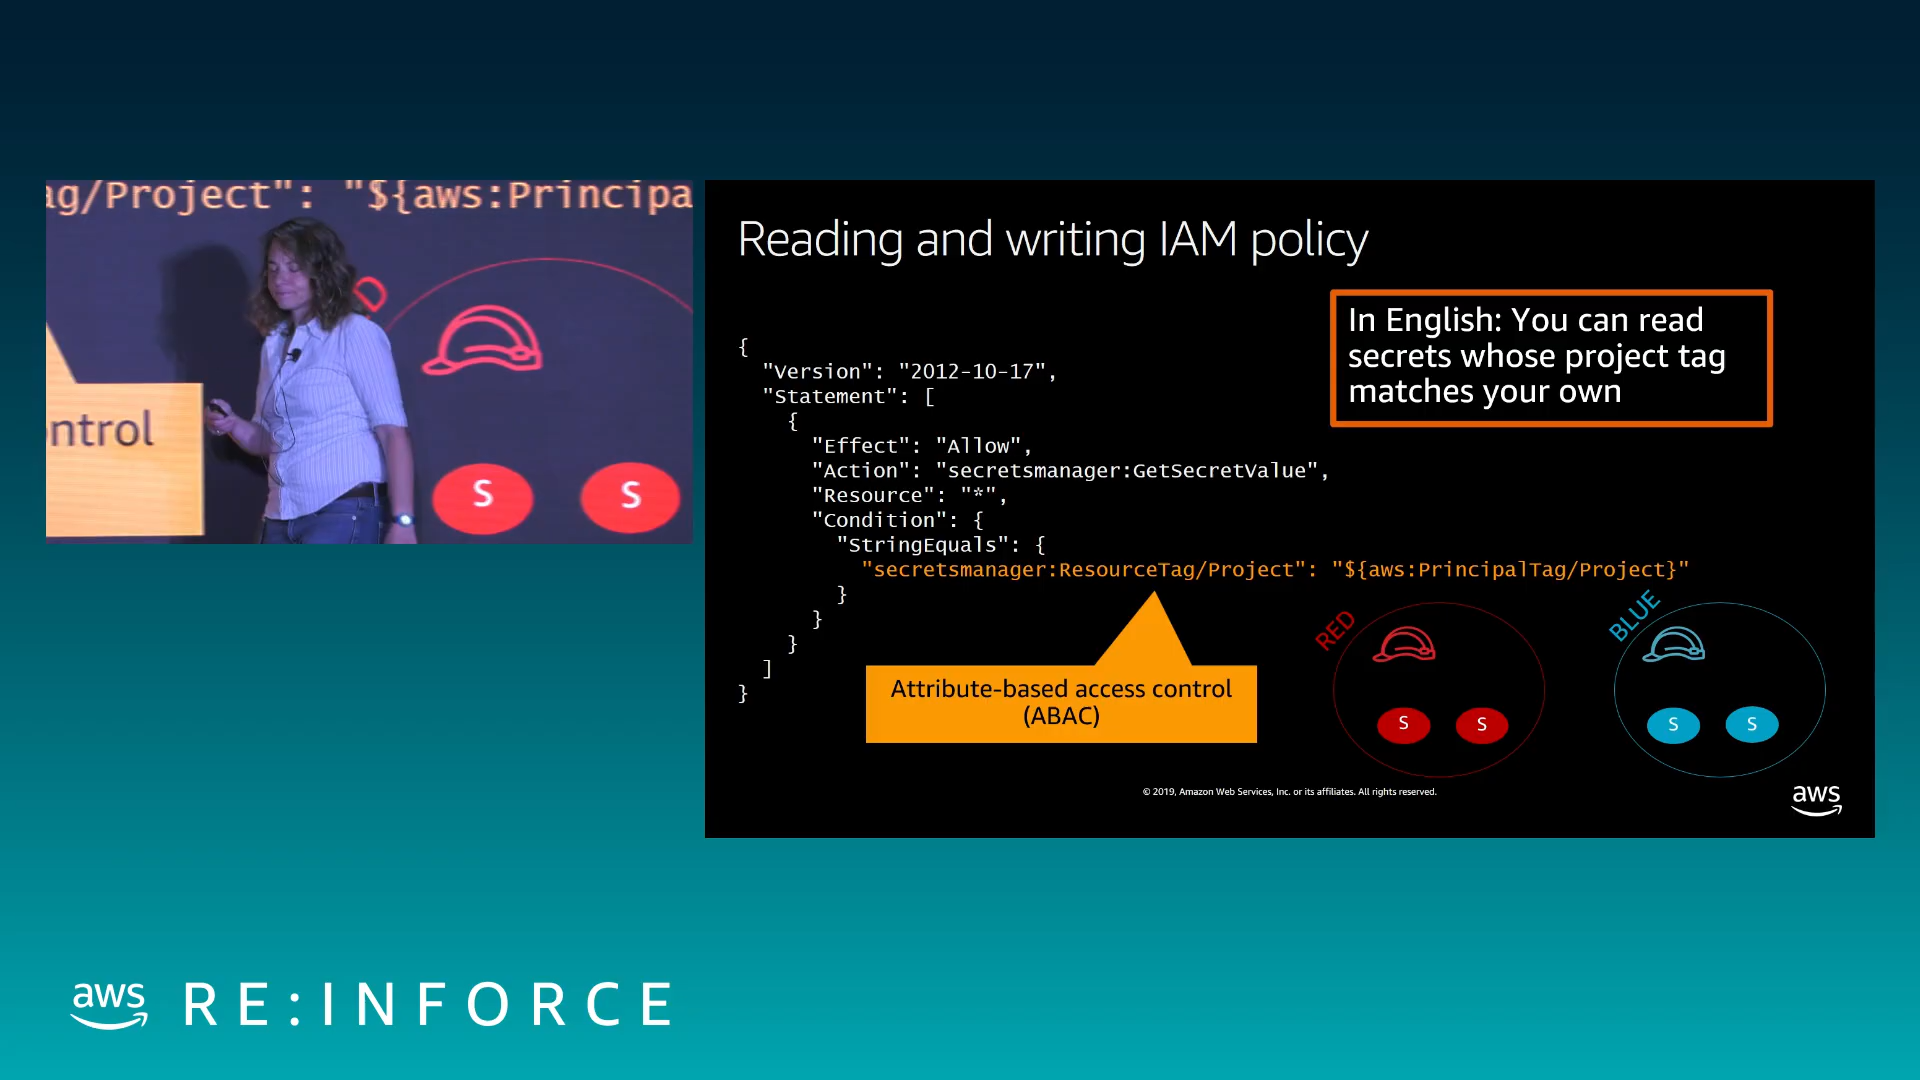 ag/Project": "${aws:Principa
D
ntrol
S S
Reading and writing IAM policy
In English: You can read
secrets whose project tag
matches your own
{
"Version": "2012-10-17",
"Statement": [
{
"Effect": "Allow",
"Action": "secretsmanager:GetSecretValue",
"Resource": "*",
"Condition": {
"StringEquals": {
"secretsmanager:ResourceTag/Project": "${aws:PrincipalTag/Project}"
}
}
}
]
}
Attribute-based access control
(ABAC)
RED
S S
BLUE
S S
© 2019, Amazon Web Services, Inc. or its affiliates. All rights reserved.
aws
aws RE:INFORCE